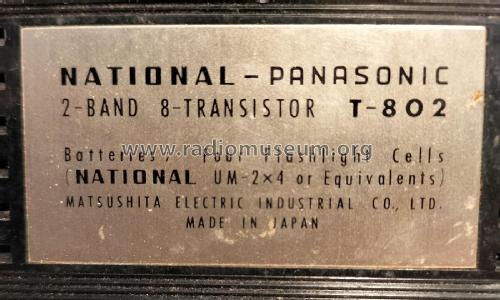 NATIONAL - PANASONIC
2-BAND 8-TRANSISTOR T-802
Batteries: Four Flashlight Cells
www.radiomuseum.org
(NATIONAL UM-2×4 or Equivalents)
MATSUSHITA ELECTRIC INDUSTRIAL CO., LTD.
MADE IN JAPAN